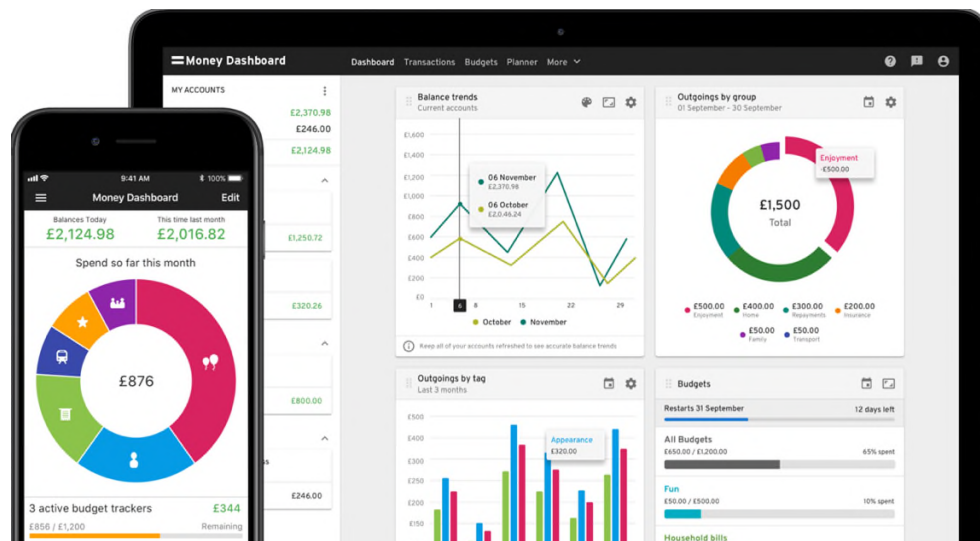 Money Dashboard
Dashboard Transactions Budgets Planner More
MY ACCOUNTS
£2,370.98
£246.00
£2,124.98
£1,250.72
£320.26
£800.00
ss
£246.00
9:41 AM
100%
Money Dashboard
Edit
Balances Today
£2,124.98
This time last month
£2,016.82
Spend so far this month
£876
3 active budget trackers
£344
£856 / £1,200
Remaining
Balance trends
Current accounts
£1,600
£1,400
£1,200
£1,000
£800
£600
£400
£200
£0
06 November
£2,370.98
06 October
£2,0.46.24
1 6 8 15 22 29
October November
Keep all of your accounts refreshed to see accurate balance trends
Outgoings by group
01 September - 30 September
Enjoyment
-£500.00
£1,500
Total
£500.00
Enjoyment
£400.00
Home
£300.00
Repayments
£200.00
Insurance
£50.00
Family
£50.00
Transport
Outgoings by tag
Last 3 months
£500
£400
£300
£250
£200
£150
Appearance
£320.00
Budgets
Restarts 31 September
12 days left
All Budgets
£650.00 / £1,200.00
65% spent
Fun
£50.00 / £500.00
10% spent
Household bills